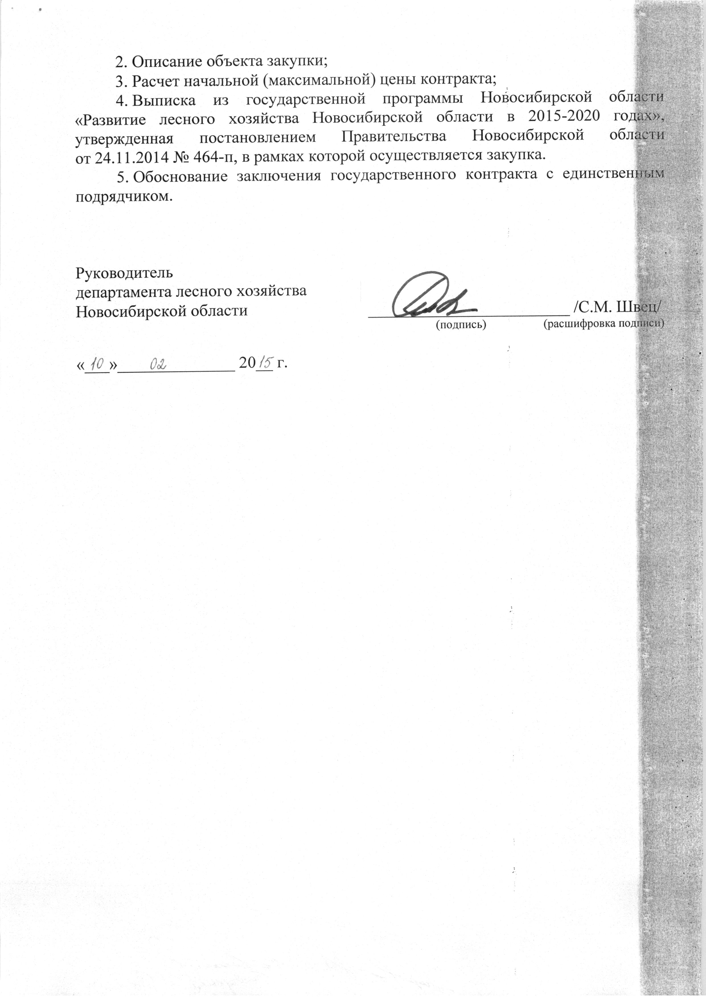 2. Описание объекта закупки;
3. Расчет начальной (максимальной) цены контракта;
4. Выписка из государственной программы Новосибирской области
«Развитие лесного хозяйства Новосибирской области в 2015-2020 годах»,
утвержденная постановлением Правительства Новосибирской области
от 24.11.2014 № 464-п, в рамках которой осуществляется закупка.
5. Обоснование заключения государственного контракта с единственным
подрядчиком.
Руководитель
департамента лесного хозяйства
Новосибирской области
/С.М. Швец/
(подпись) (расшифровка подписи)
«10» 02 2015 г.